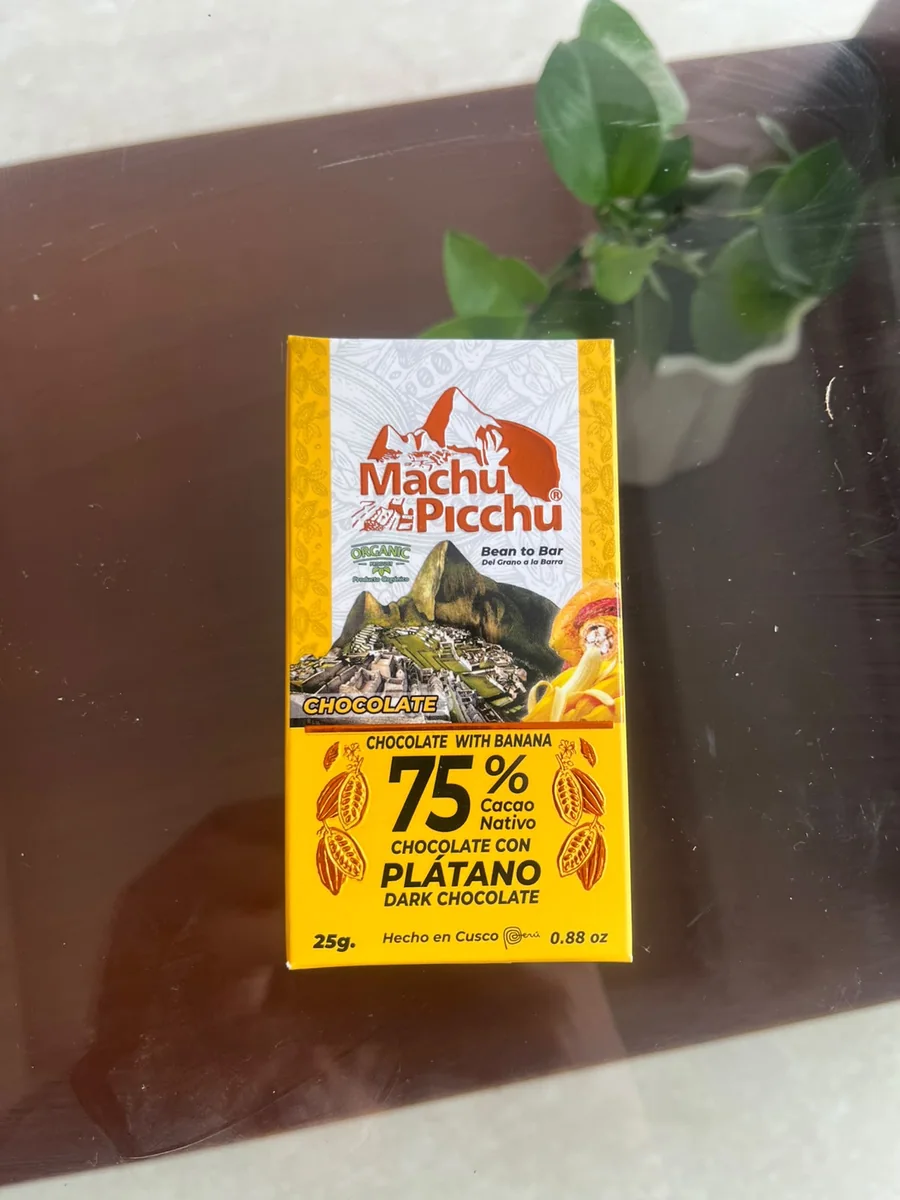 Machu
Picchu®
ORGANIC
PRODUCT
Producto Orgánico
Bean to Bar
Del Grano a la Barra
CHOCOLATE
CHOCOLATE WITH BANANA
75%
Cacao
Nativo
CHOCOLATE CON
PLÁTANO
DARK CHOCOLATE
25g.
Hecho en Cusco Perú
0.88 oz